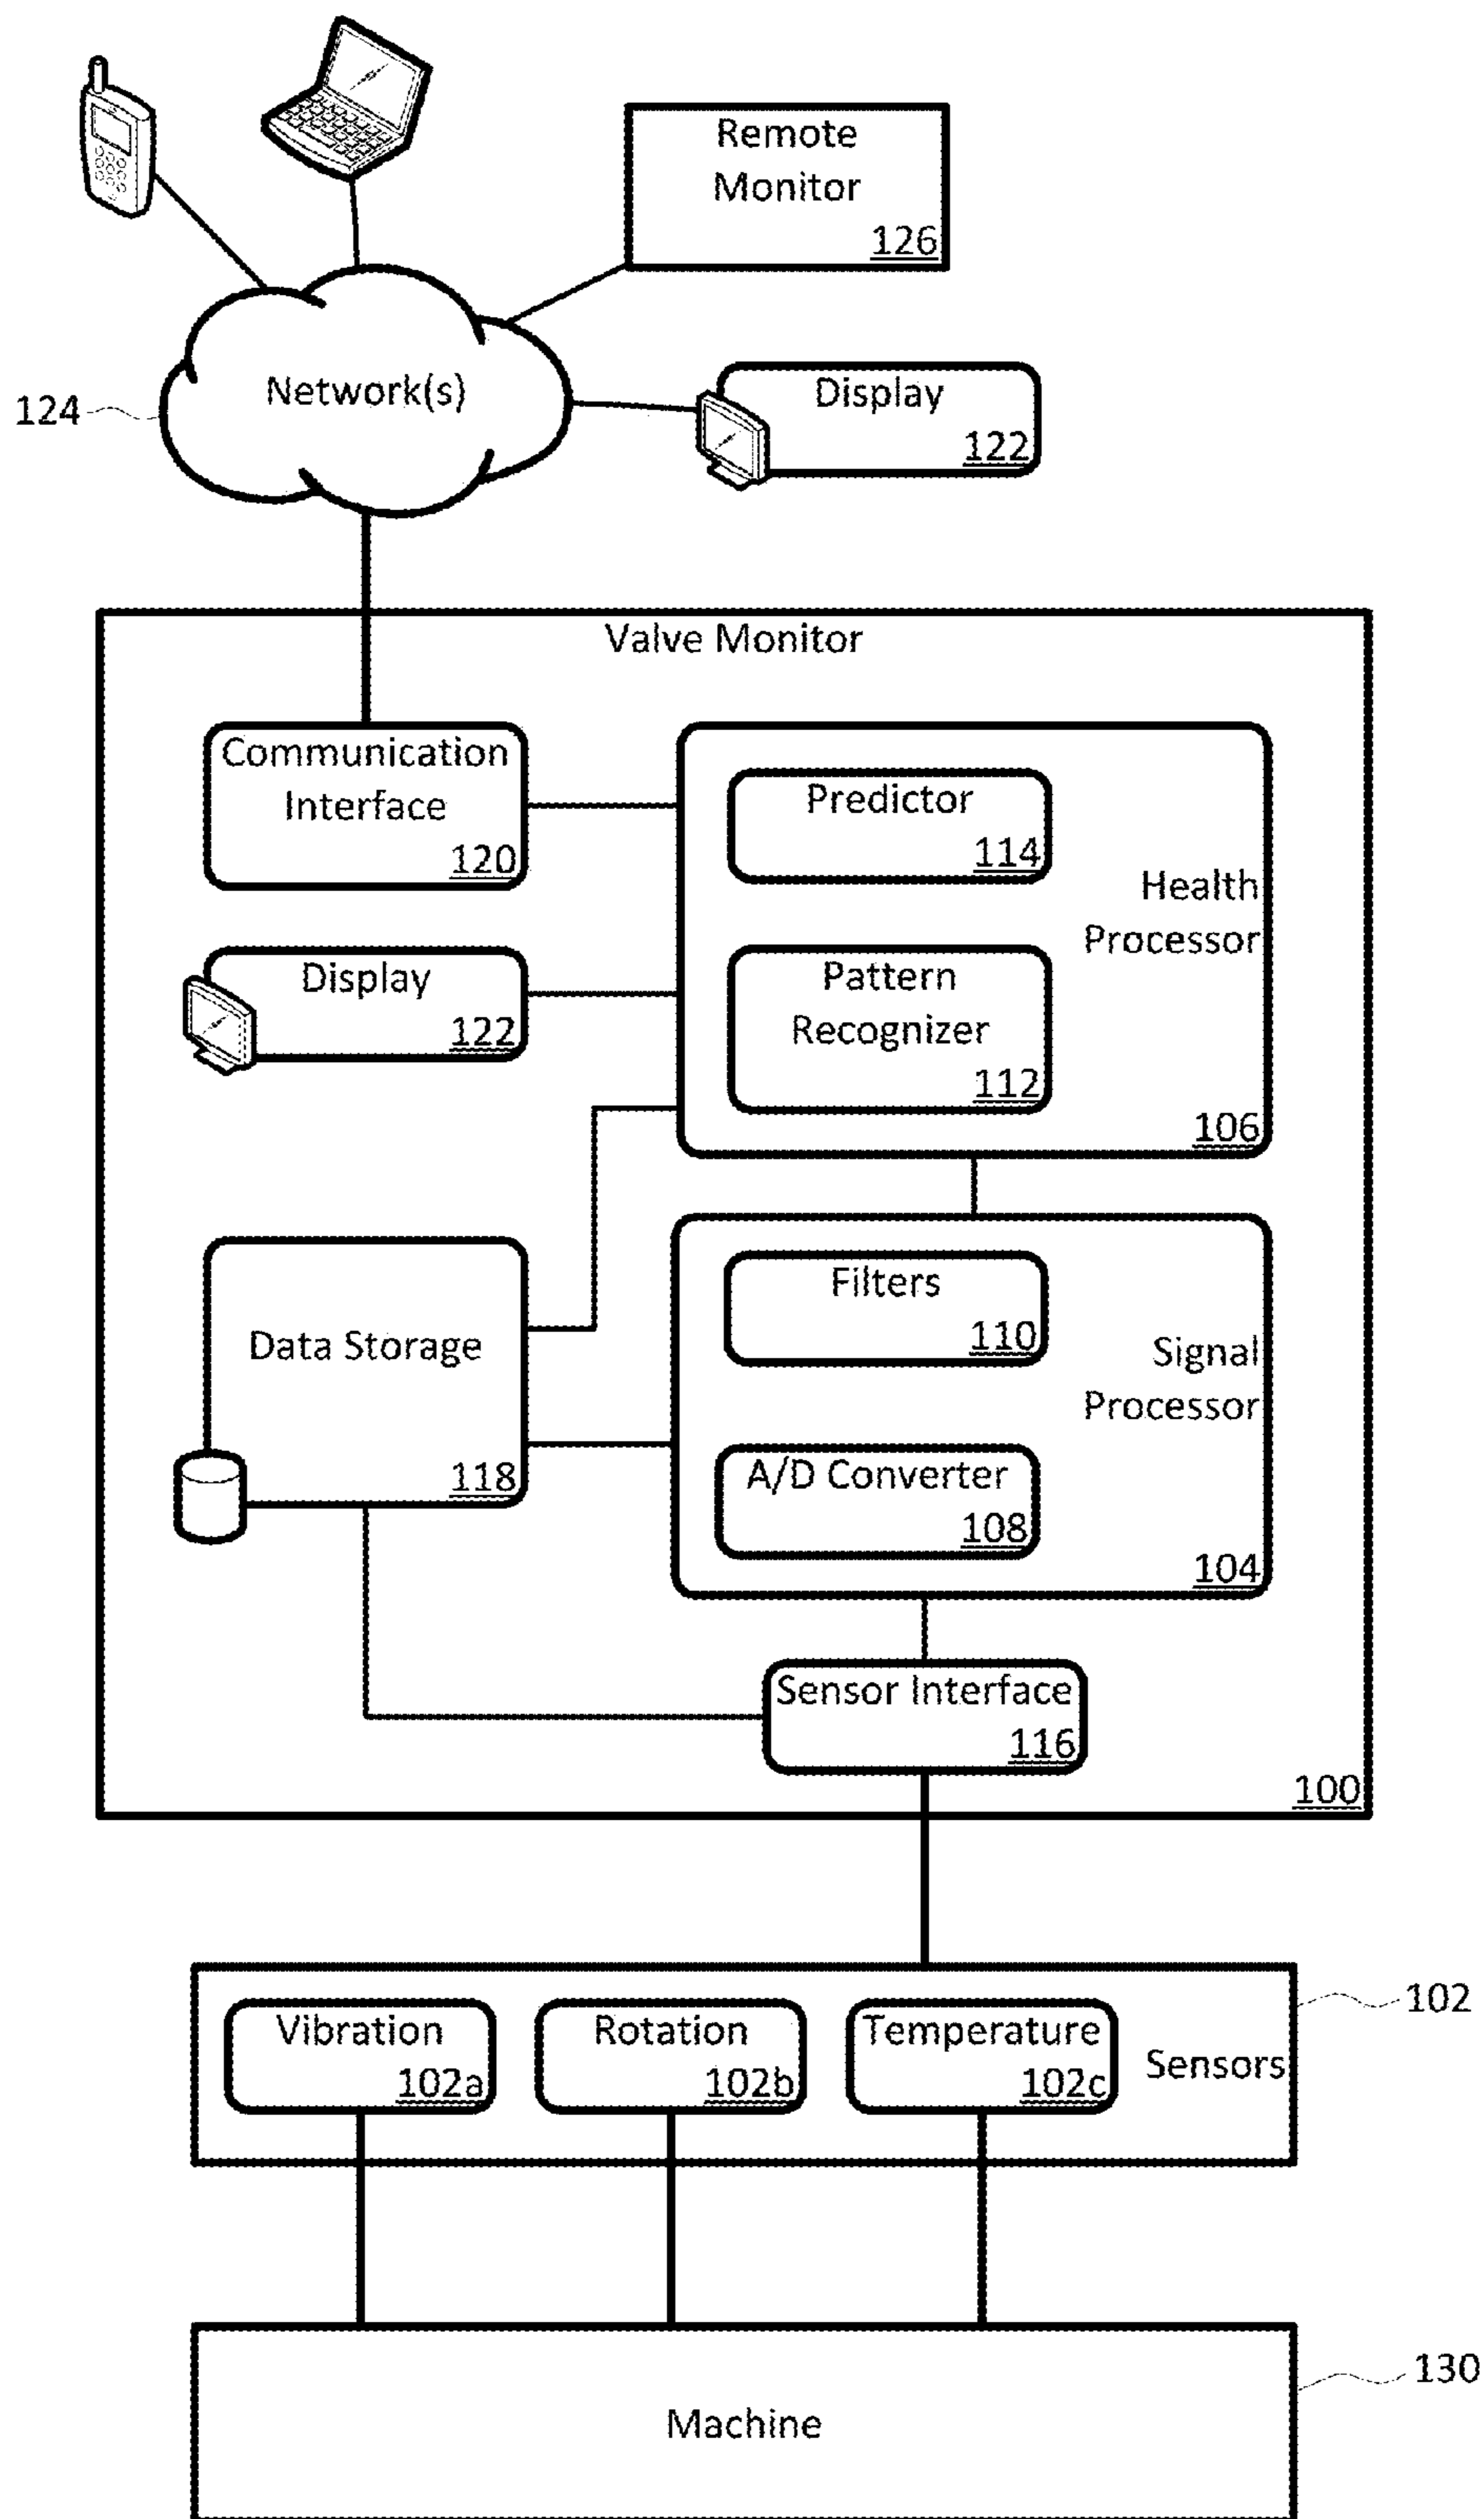 Remote
Monitor
126
Network(s)
124
Display
122
Valve Monitor
Communication
Interface
120
Predictor
114
Health
Processor
Display
122
Pattern
Recognizer
112
106
Data Storage
118
Filters
110
Signal
Processor
A/D Converter
108
104
Sensor Interface
116
100
102
Vibration
102a
Rotation
102b
Temperature
102c
Sensors
130
Machine